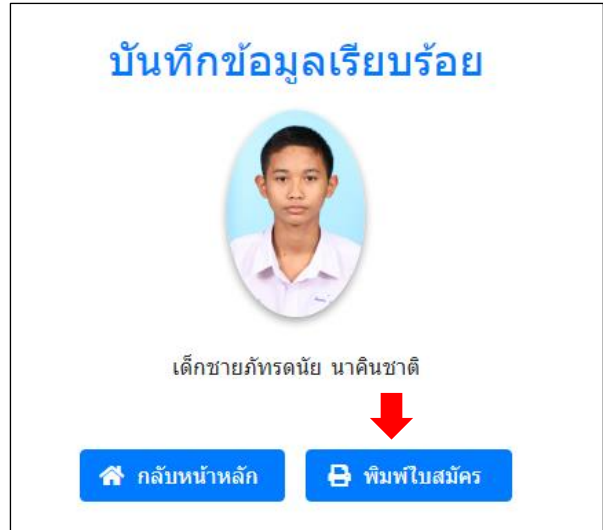 บันทึกข้อมูลเรียบร้อย
เด็กชายภัทรดนัย นาคินชาติ
กลับหน้าหลัก
พิมพ์ใบสมัคร